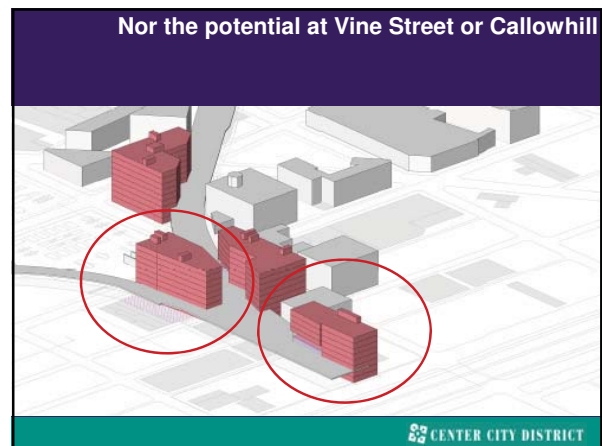 Nor the potential at Vine Street or Callowhill
CENTER CITY DISTRICT